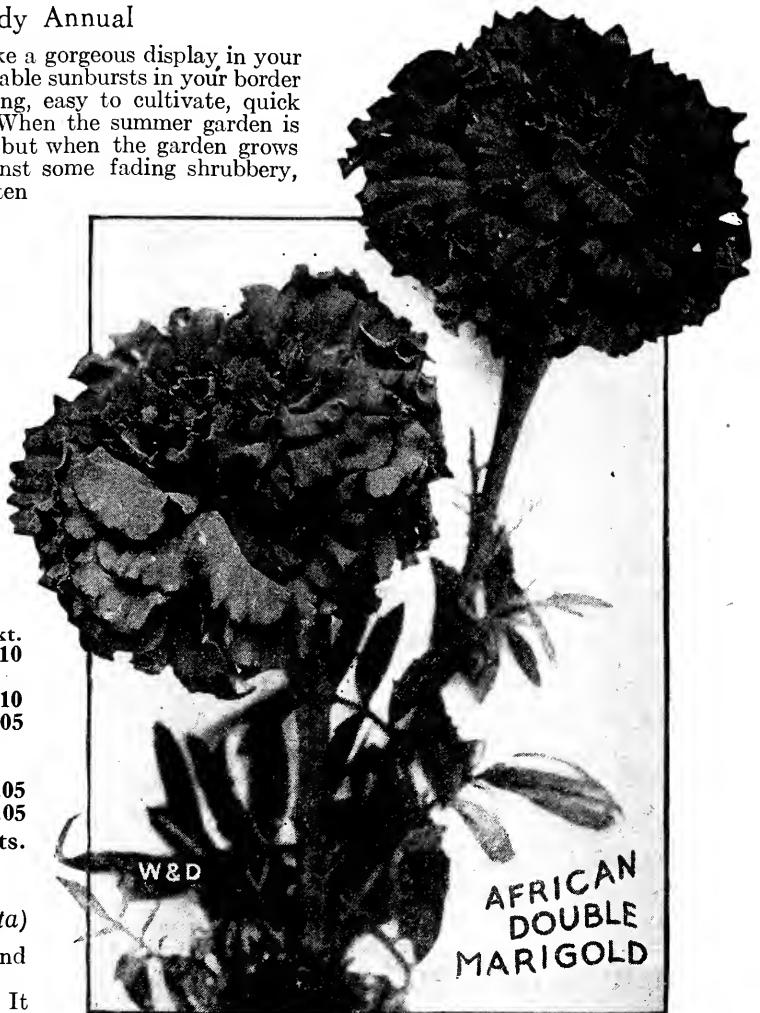 dy Annual
ke a gorgeous display in your
able sunbursts in your border
ng, easy to cultivate, quick
When the summer garden is
but when the garden grows
nst some fading shrubbery,
ten
kt.
10
10
05
05
05
ts.
W&D
AFRICAN
DOUBLE
MARIGOLD
ta)
nd
It